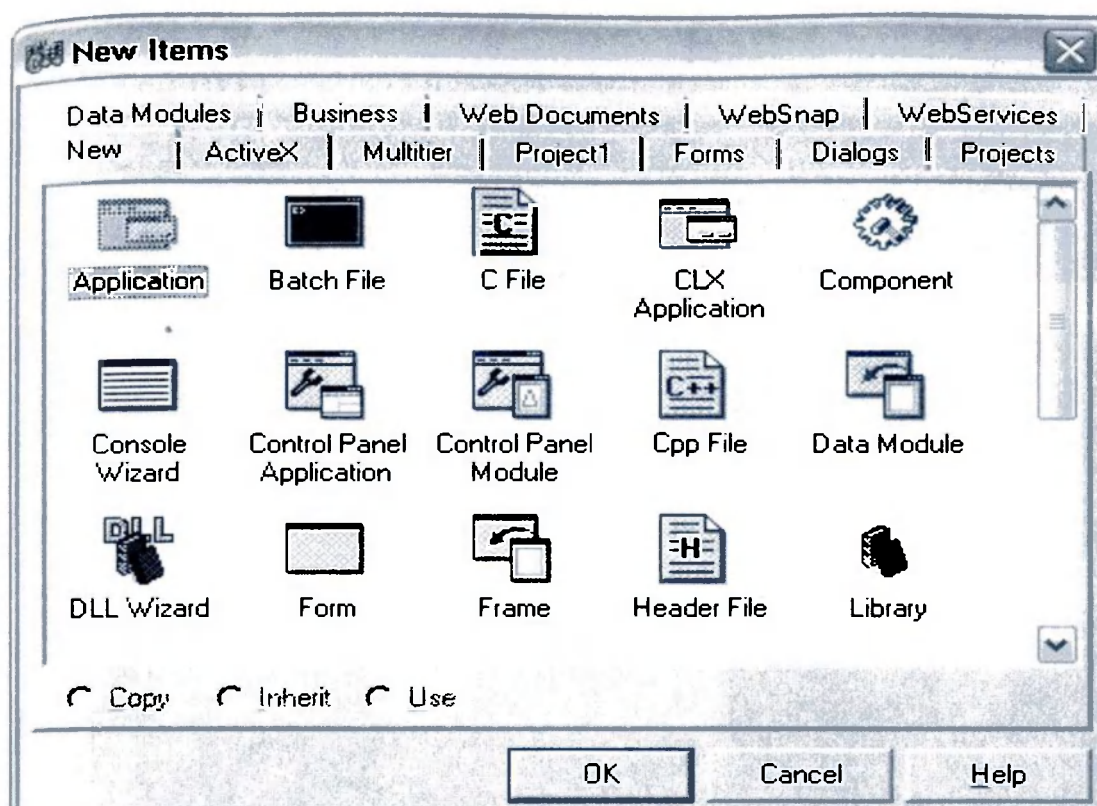 New Items
Data Modules Business Web Documents WebSnap WebServices
New ActiveX Multitier Project1 Forms Dialogs Projects
C
C++
DLL
H
Application Batch File C File CLX Application Component
Console Wizard Control Panel Application Control Panel Module Cpp File Data Module
DLL Wizard Form Frame Header File Library
Copy Inherit Use
OK Cancel Help